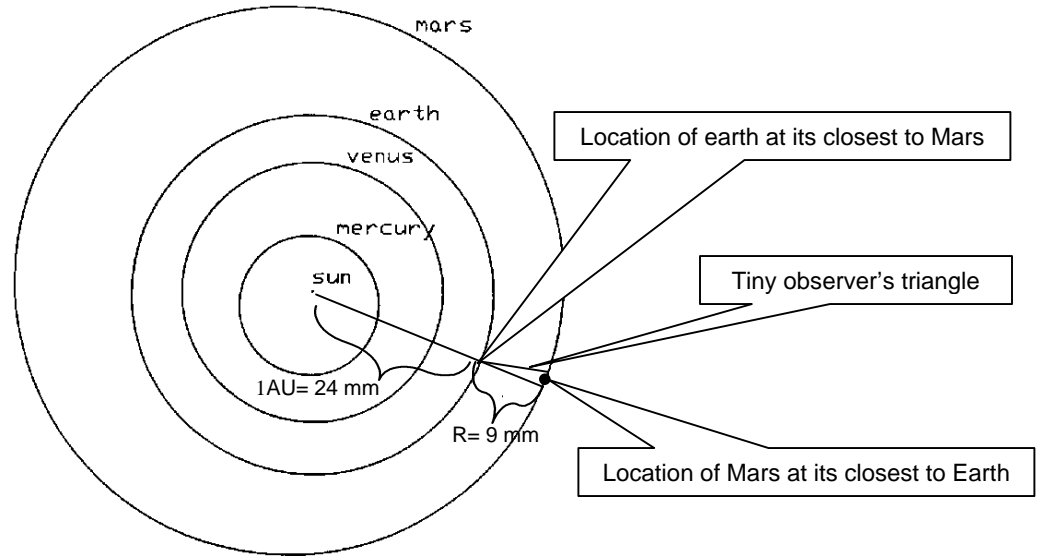 mars
earth
Location of earth at its closest to Mars
venus
mercury
Tiny observer’s triangle
sun
1AU= 24 mm
R= 9 mm
Location of Mars at its closest to Earth